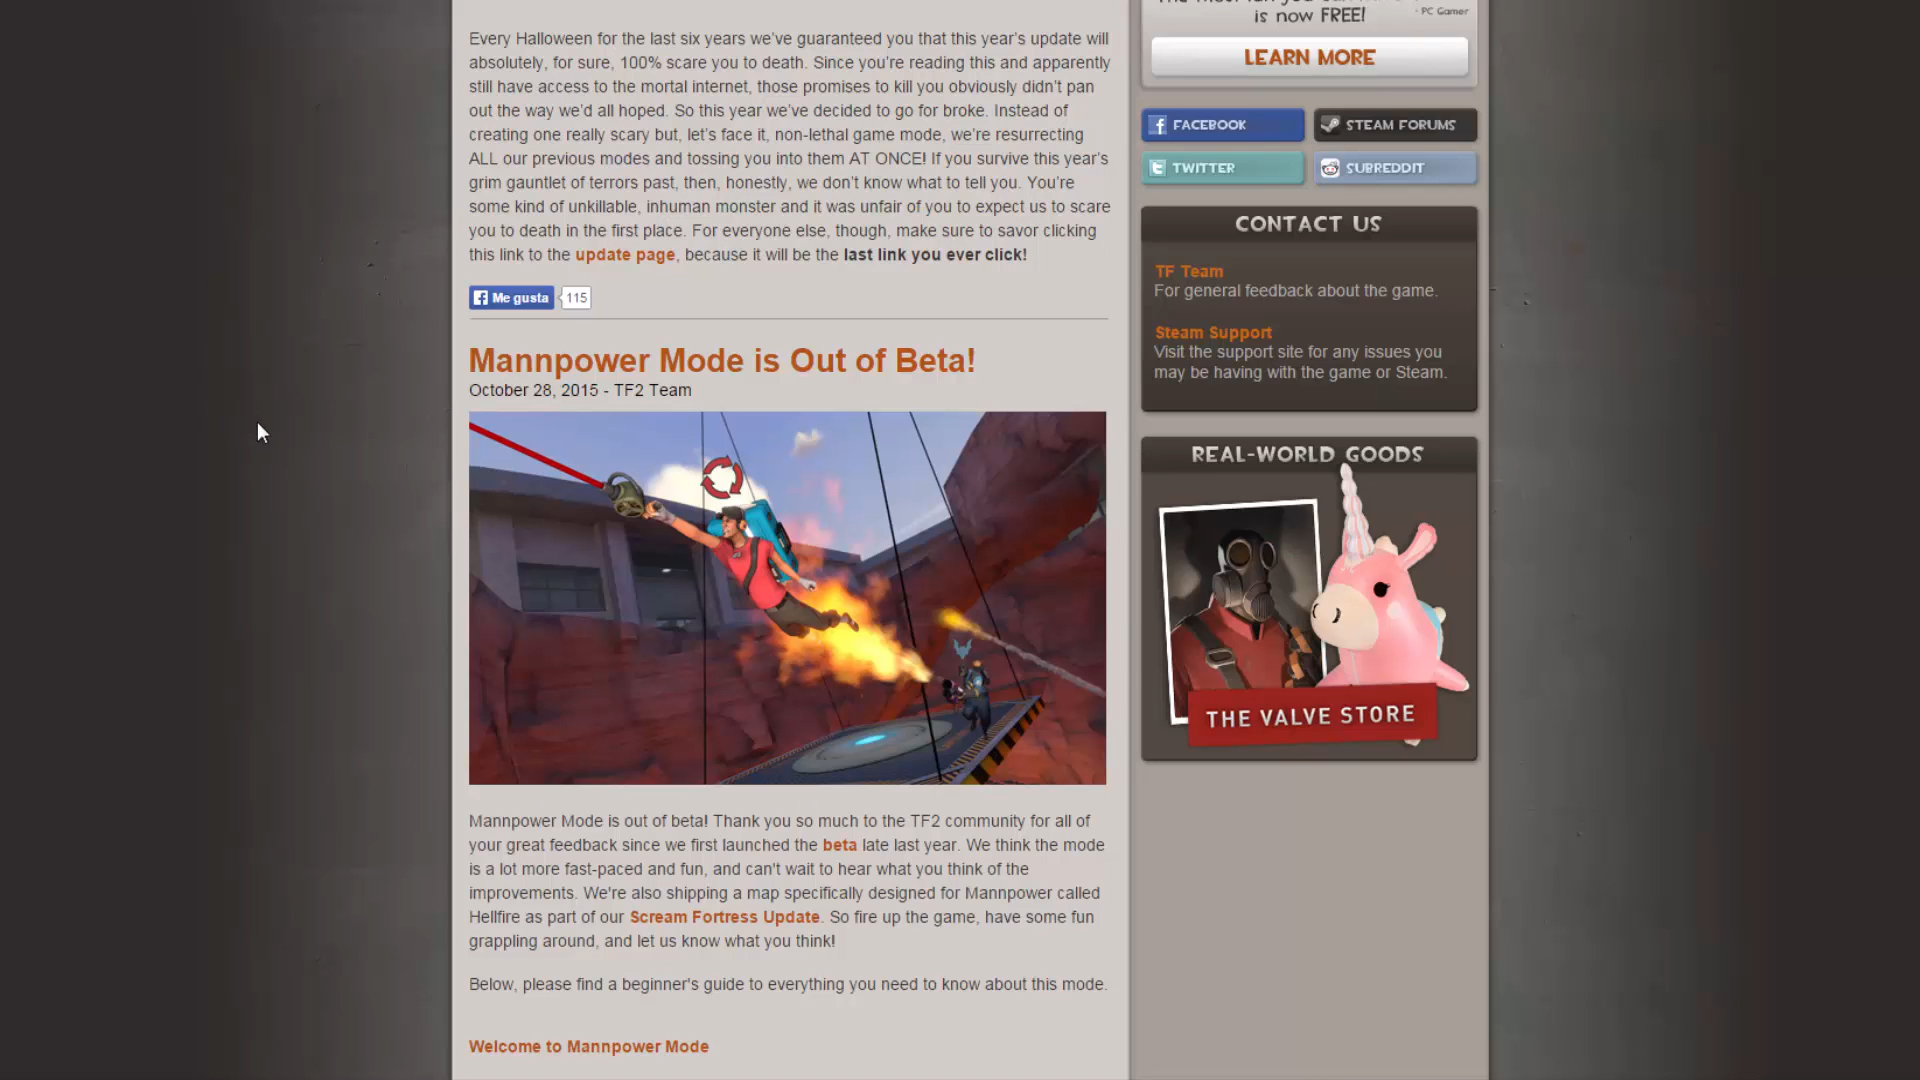 Every Halloween for the last six years we've guaranteed you that this year's update will
absolutely, for sure, 100% scare you to death. Since you're reading this and apparently
still have access to the mortal internet, those promises to kill you obviously didn't pan
out the way we'd all hoped. So this year we've decided to go for broke. Instead of
creating one really scary but, let's face it, non-lethal game mode, we're resurrecting
ALL our previous modes and tossing you into them AT ONCE! If you survive this year's
grim gauntlet of terrors past, then, honestly, we don't know what to tell you. You're
some kind of unkillable, inhuman monster and it was unfair of you to expect us to scare
you to death in the first place. For everyone else, though, make sure to savor clicking
this link to the update page, because it will be the last link you ever click!
Me gusta 115
Mannpower Mode is Out of Beta!
October 28, 2015 - TF2 Team
Mannpower Mode is out of beta! Thank you so much to the TF2 community for all of
your great feedback since we first launched the beta late last year. We think the mode
is a lot more fast-paced and fun, and can't wait to hear what you think of the
improvements. We're also shipping a map specifically designed for Mannpower called
Hellfire as part of our Scream Fortress Update. So fire up the game, have some fun
grappling around, and let us know what you think!
Below, please find a beginner's guide to everything you need to know about this mode.
Welcome to Mannpower Mode
is now FREE! - PC Gamer
LEARN MORE
FACEBOOK STEAM FORUMS
TWITTER SUBREDDIT
CONTACT US
TF Team
For general feedback about the game.
Steam Support
Visit the support site for any issues you
may be having with the game or Steam.
REAL-WORLD GOODS
THE VALVE STORE